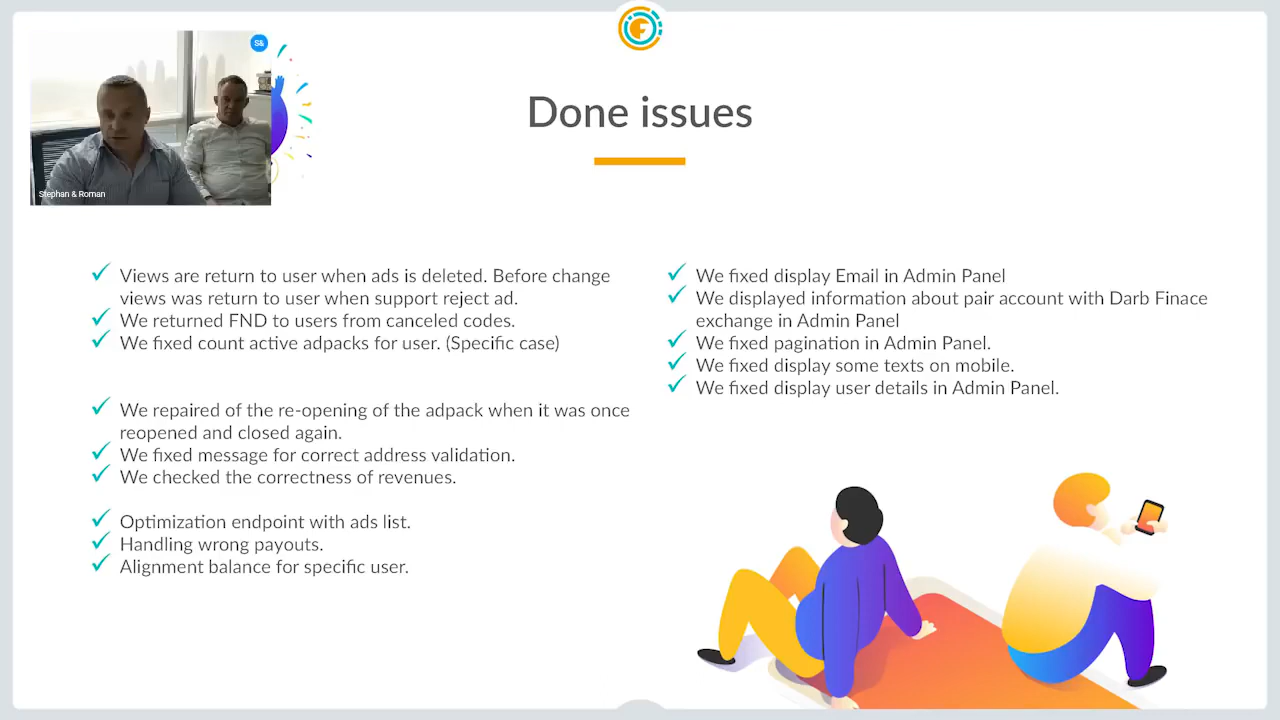 F
S&
Stephan & Roman
Done issues
Views are return to user when ads is deleted. Before change
views was return to user when support reject ad.
We returned FND to users from canceled codes.
We fixed count active adpacks for user. (Specific case)
We repaired of the re-opening of the adpack when it was once
reopened and closed again.
We fixed message for correct address validation.
We checked the correctness of revenues.
Optimization endpoint with ads list.
Handling wrong payouts.
Alignment balance for specific user.
We fixed display Email in Admin Panel
We displayed information about pair account with Darb Finace
exchange in Admin Panel
We fixed pagination in Admin Panel.
We fixed display some texts on mobile.
We fixed display user details in Admin Panel.